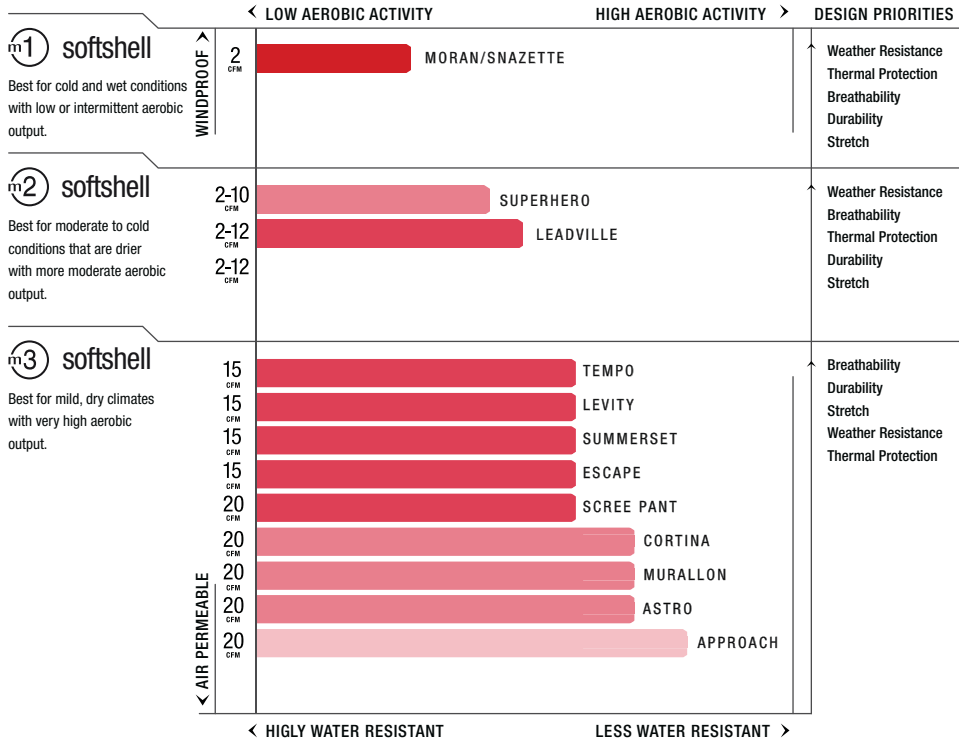 LOW AEROBIC ACTIVITY HIGH AEROBIC ACTIVITY DESIGN PRIORITIES
m1 softshell
Best for cold and wet conditions
with low or intermittent aerobic
output.
WINDPROOF
2 CFM MORAN/SNAZETTE
Weather Resistance
Thermal Protection
Breathability
Durability
Stretch
m2 softshell
Best for moderate to cold
conditions that are drier
with more moderate aerobic
output.
2-10 CFM SUPERHERO
2-12 CFM LEADVILLE
2-12 CFM
Weather Resistance
Breathability
Thermal Protection
Durability
Stretch
m3 softshell
Best for mild, dry climates
with very high aerobic
output.
15 CFM TEMPO
15 CFM LEVITY
15 CFM SUMMERSET
15 CFM ESCAPE
20 CFM SCREE PANT
20 CFM CORTINA
20 CFM MURALLON
20 CFM ASTRO
20 CFM APPROACH
AIR PERMEABLE
Breathability
Durability
Stretch
Weather Resistance
Thermal Protection
HIGLY WATER RESISTANT LESS WATER RESISTANT